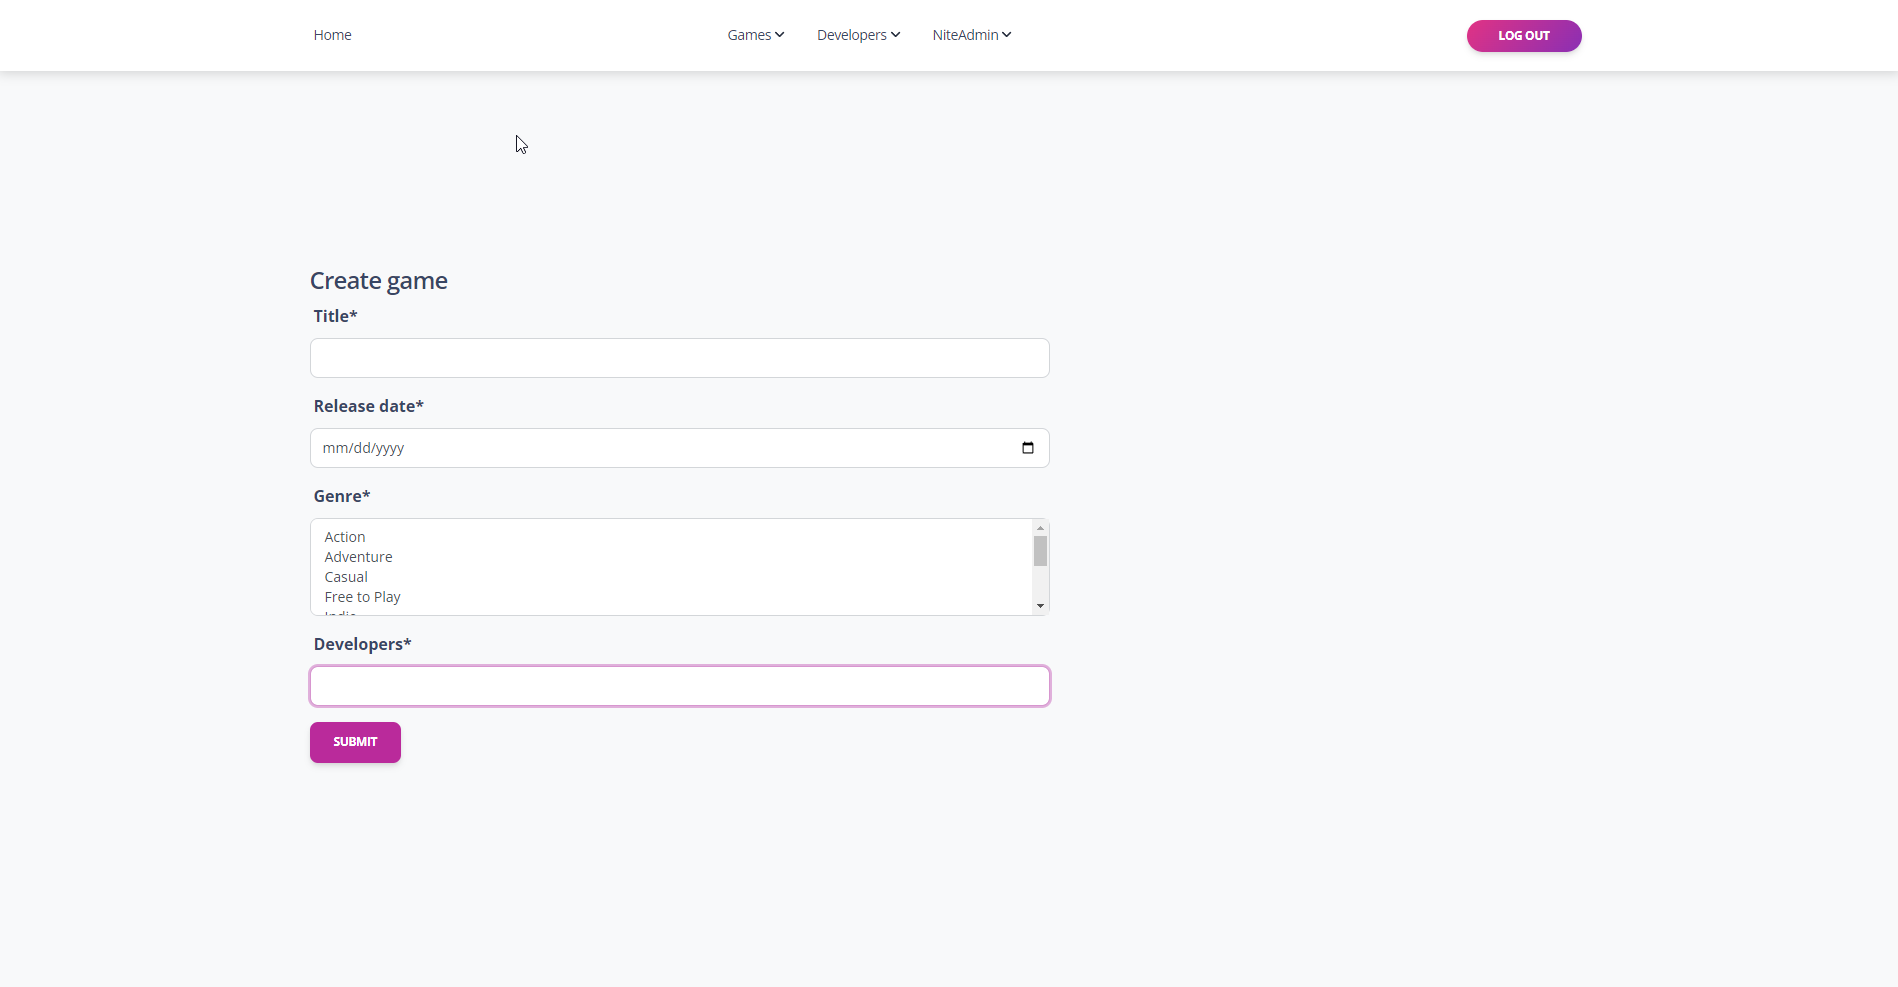 Home
Games
Developers
NiteAdmin
LOG OUT
Create game
Title*
Release date*
mm/dd/yyyy
Genre*
Action
Adventure
Casual
Free to Play
Developers*
SUBMIT